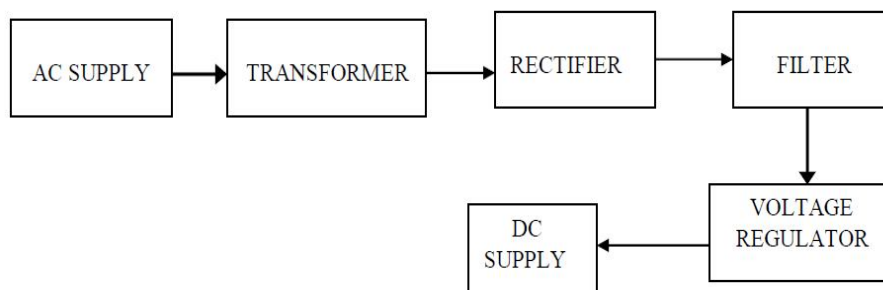 AC SUPPLY
TRANSFORMER
RECTIFIER
FILTER
VOLTAGE
REGULATOR
DC
SUPPLY